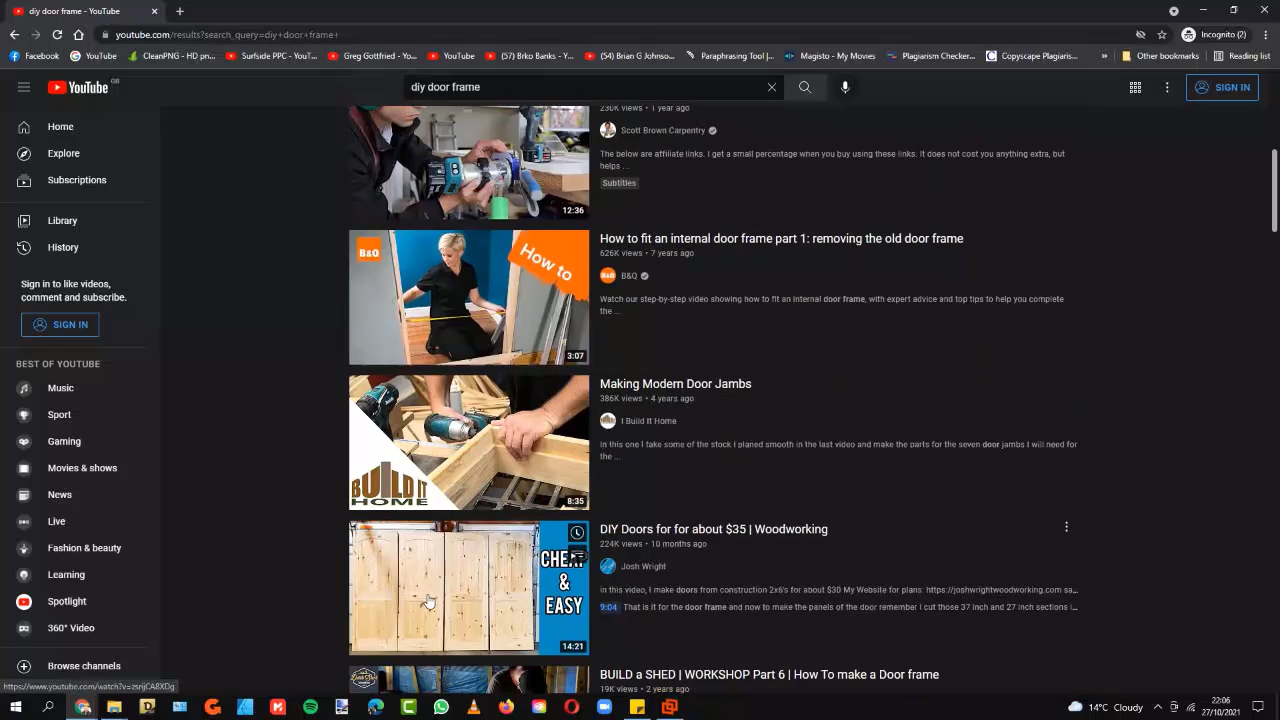 diy door frame - YouTube
youtube.com/results?search_query=diy+door+frame+
Incognito (2)
Facebook
YouTube
CleanPNG - HD PNG...
Surfside PPC - YouT...
Greg Gottfried - Yo...
YouTube
(57) Brko Banks - Y...
(54) Brian G Johnso...
Paraphrasing Tool |...
Magisto - My Movies
Plagiarism Checker...
Copyscape Plagiaris...
»
Other bookmarks
Reading list
YouTube GB
diy door frame
SIGN IN
Home
Explore
Subscriptions
Library
History
Sign in to like videos,
comment and subscribe.
SIGN IN
BEST OF YOUTUBE
Music
Sport
Gaming
Movies & shows
News
Live
Fashion & beauty
Learning
Spotlight
360° Video
Browse channels
https://www.youtube.com/watch?v=zsrijCA8XDg
230K views • 1 year ago
Scott Brown Carpentry
The below are affiliate links. I get a small percentage when you buy using these links. It does not cost you anything extra, but
helps ...
Subtitles
12:36
B&Q
How to
3:07
How to fit an internal door frame part 1: removing the old door frame
626K views • 7 years ago
B&Q
Watch our step-by-step video showing how to fit an internal door frame, with expert advice and top tips to help you complete
the ...
BUILD IT
HOME
8:35
Making Modern Door Jambs
386K views • 4 years ago
I Build It Home
In this one I take some of the stock I planed smooth in the last video and make the parts for the seven door jambs I will need for
the ...
CHEAP
&
EASY
14:21
DIY Doors for for about $35 | Woodworking
224K views • 10 months ago
Josh Wright
In this video, I make doors from construction 2x6's for about $30 My Website for plans: https://joshwrightwoodworking.com sa...
9:04 That is it for the door frame and now to make the panels of the door remember I cut those 37 inch and 27 inch sections i...
BUILD a SHED | WORKSHOP Part 6 | How To make a Door frame
19K views • 2 years ago
14°C Cloudy
22:06
27/10/2021